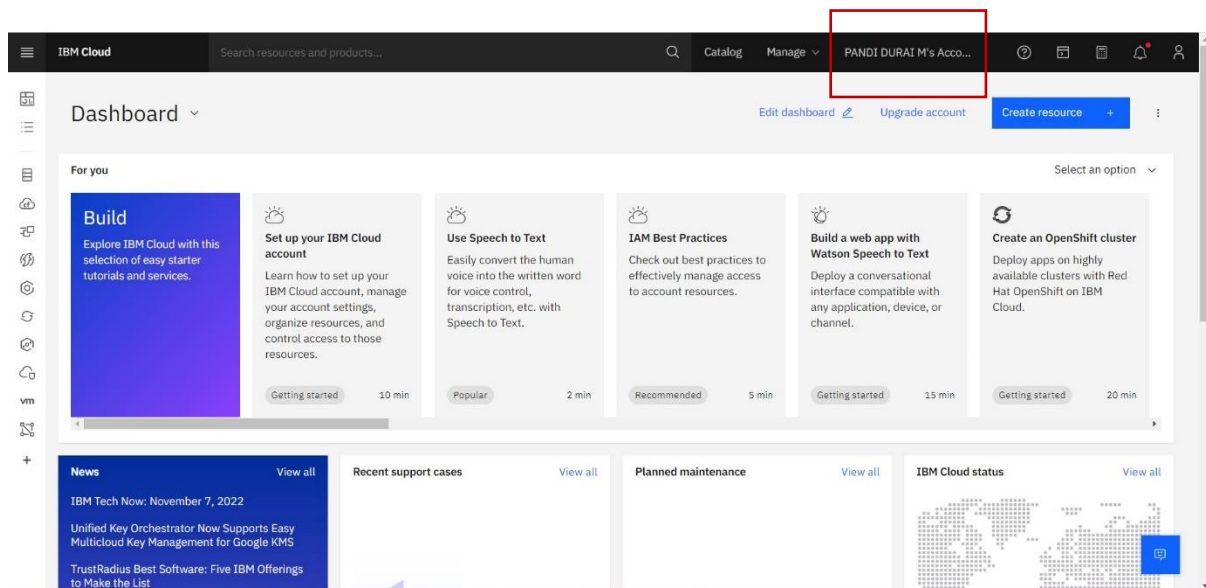 IBM Cloud
Search resources and products...
Catalog
Manage
PANDI DURAI M's Acco...
Dashboard
Edit dashboard
Upgrade account
Create resource +
For you
Select an option
Build
Explore IBM Cloud with this
selection of easy starter
tutorials and services.
Set up your IBM Cloud
account
Learn how to set up your
IBM Cloud account, manage
your account settings,
organize resources, and
control access to those
resources.
Getting started
10 min
Use Speech to Text
Easily convert the human
voice into the written word
for voice control,
transcription, etc. with
Speech to Text.
Popular
2 min
IAM Best Practices
Check out best practices to
effectively manage access
to account resources.
Recommended
5 min
Build a web app with
Watson Speech to Text
Deploy a conversational
interface compatible with
any application, device, or
channel.
Getting started
15 min
Create an OpenShift cluster
Deploy apps on highly
available clusters with Red
Hat OpenShift on IBM
Cloud.
Getting started
20 min
vm
+
News
View all
IBM Tech Now: November 7, 2022
Unified Key Orchestrator Now Supports Easy
Multicloud Key Management for Google KMS
TrustRadius Best Software: Five IBM Offerings
to Make the List
Recent support cases
View all
Planned maintenance
View all
IBM Cloud status
View all